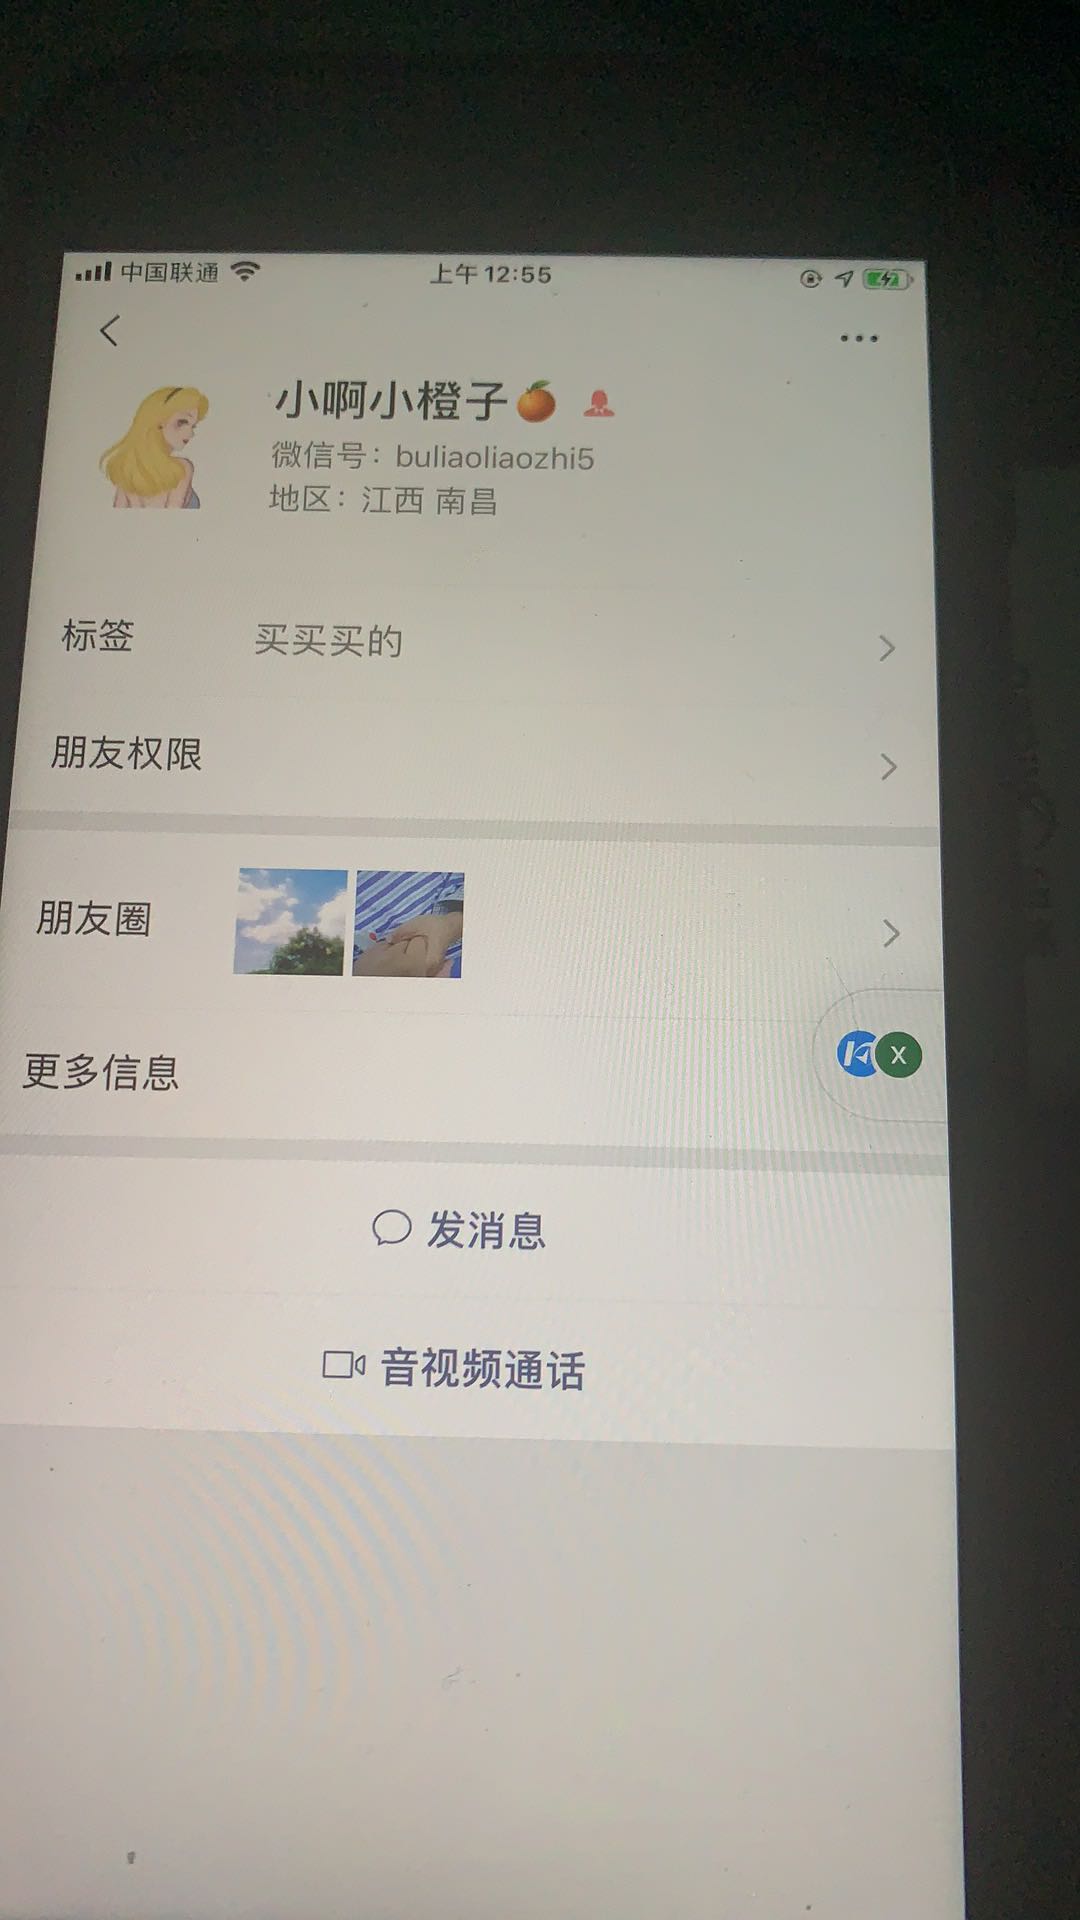 中国联通 上午12:55
小啊小橙子🍊
微信号：buliaoliaozhi5
地区：江西 南昌
标签 买买买的
朋友权限
朋友圈
更多信息
X
发消息
音视频通话